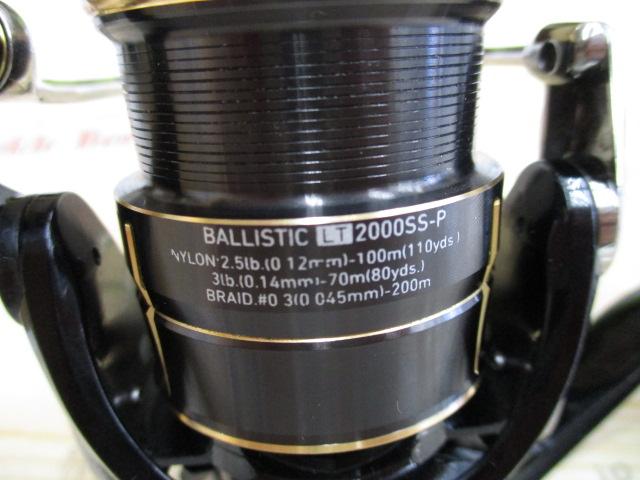 BALLISTIC LT 2000SS-P
NYLON:2.5lb.(0 12mm)-100m(110yds.)
3lb.(0.14mm)-70m(80yds.)
BRAID.#0 3(0 045mm)-200m